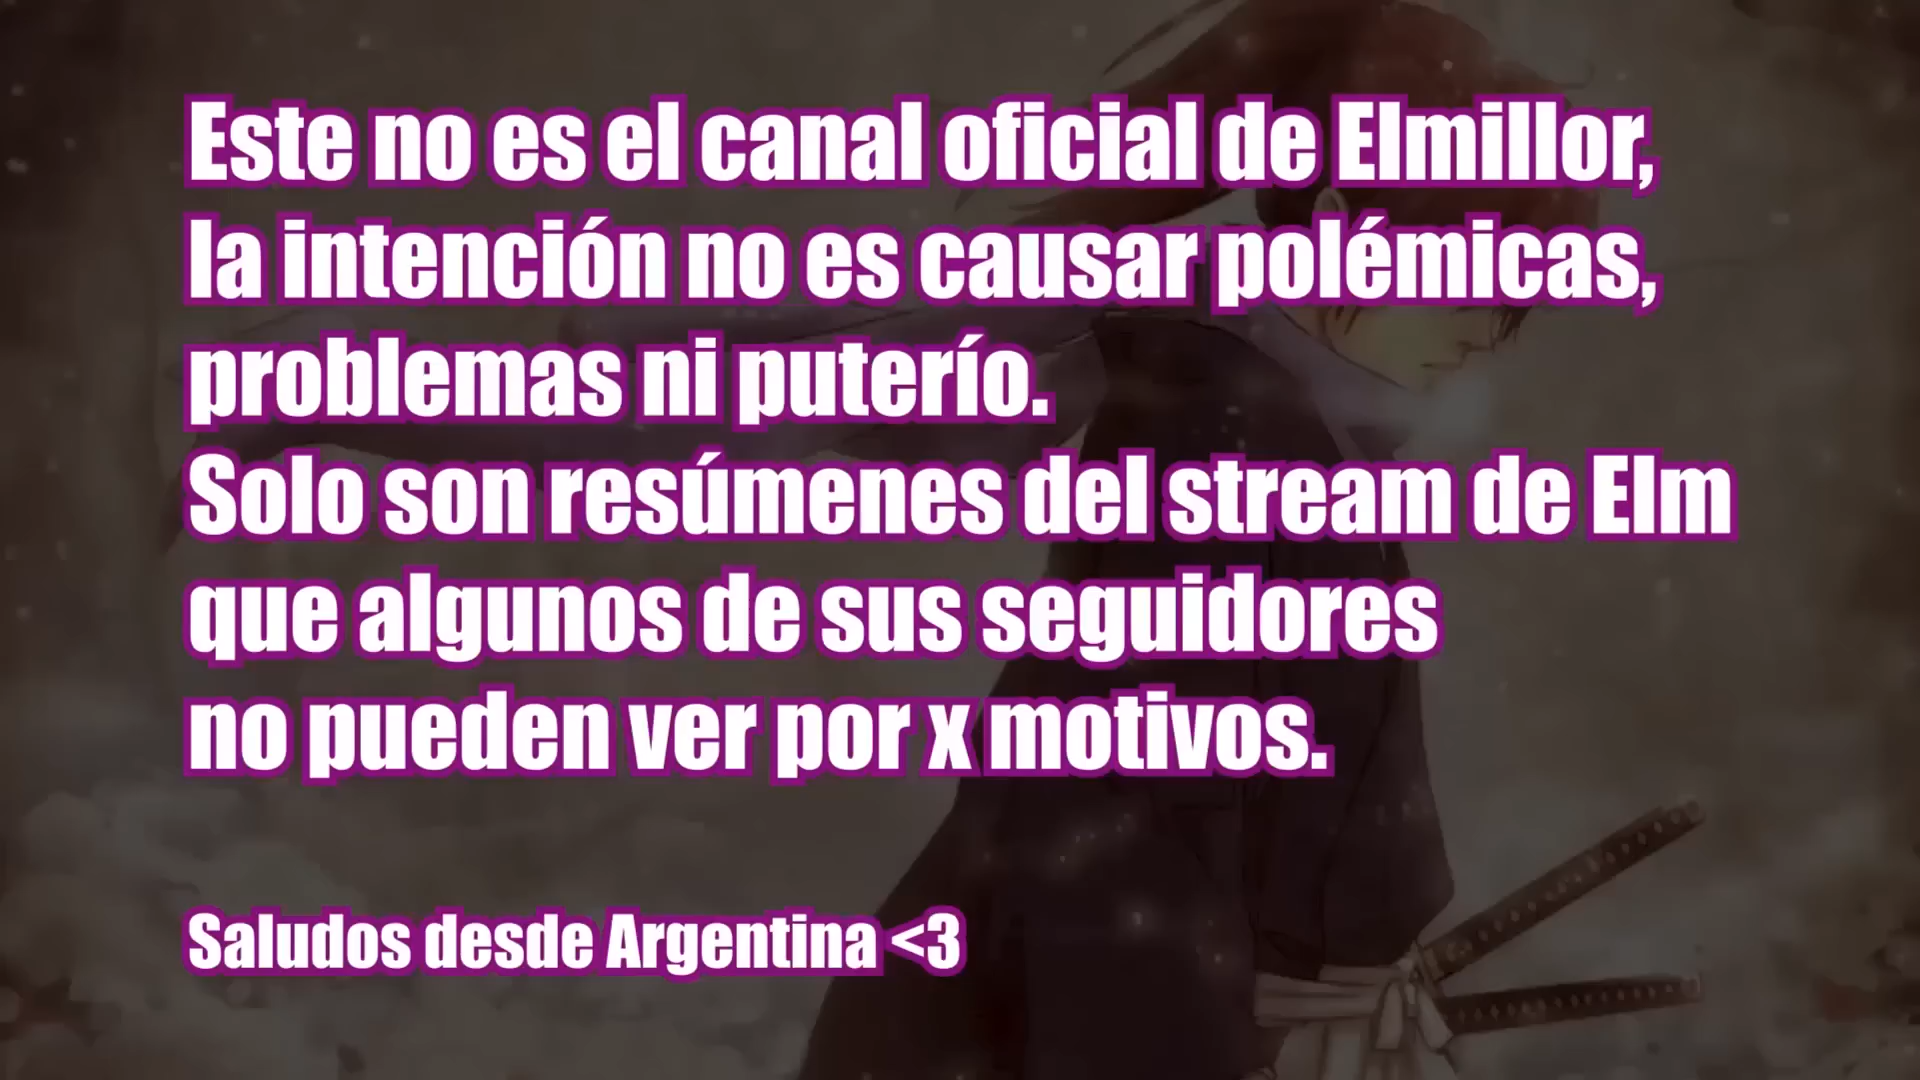 Este no es el canal oficial de Elmillor,
la intención no es causar polémicas,
problemas ni puterío.
Solo son resúmenes del stream de Elm
que algunos de sus seguidores
no pueden ver por x motivos.
Saludos desde Argentina <3